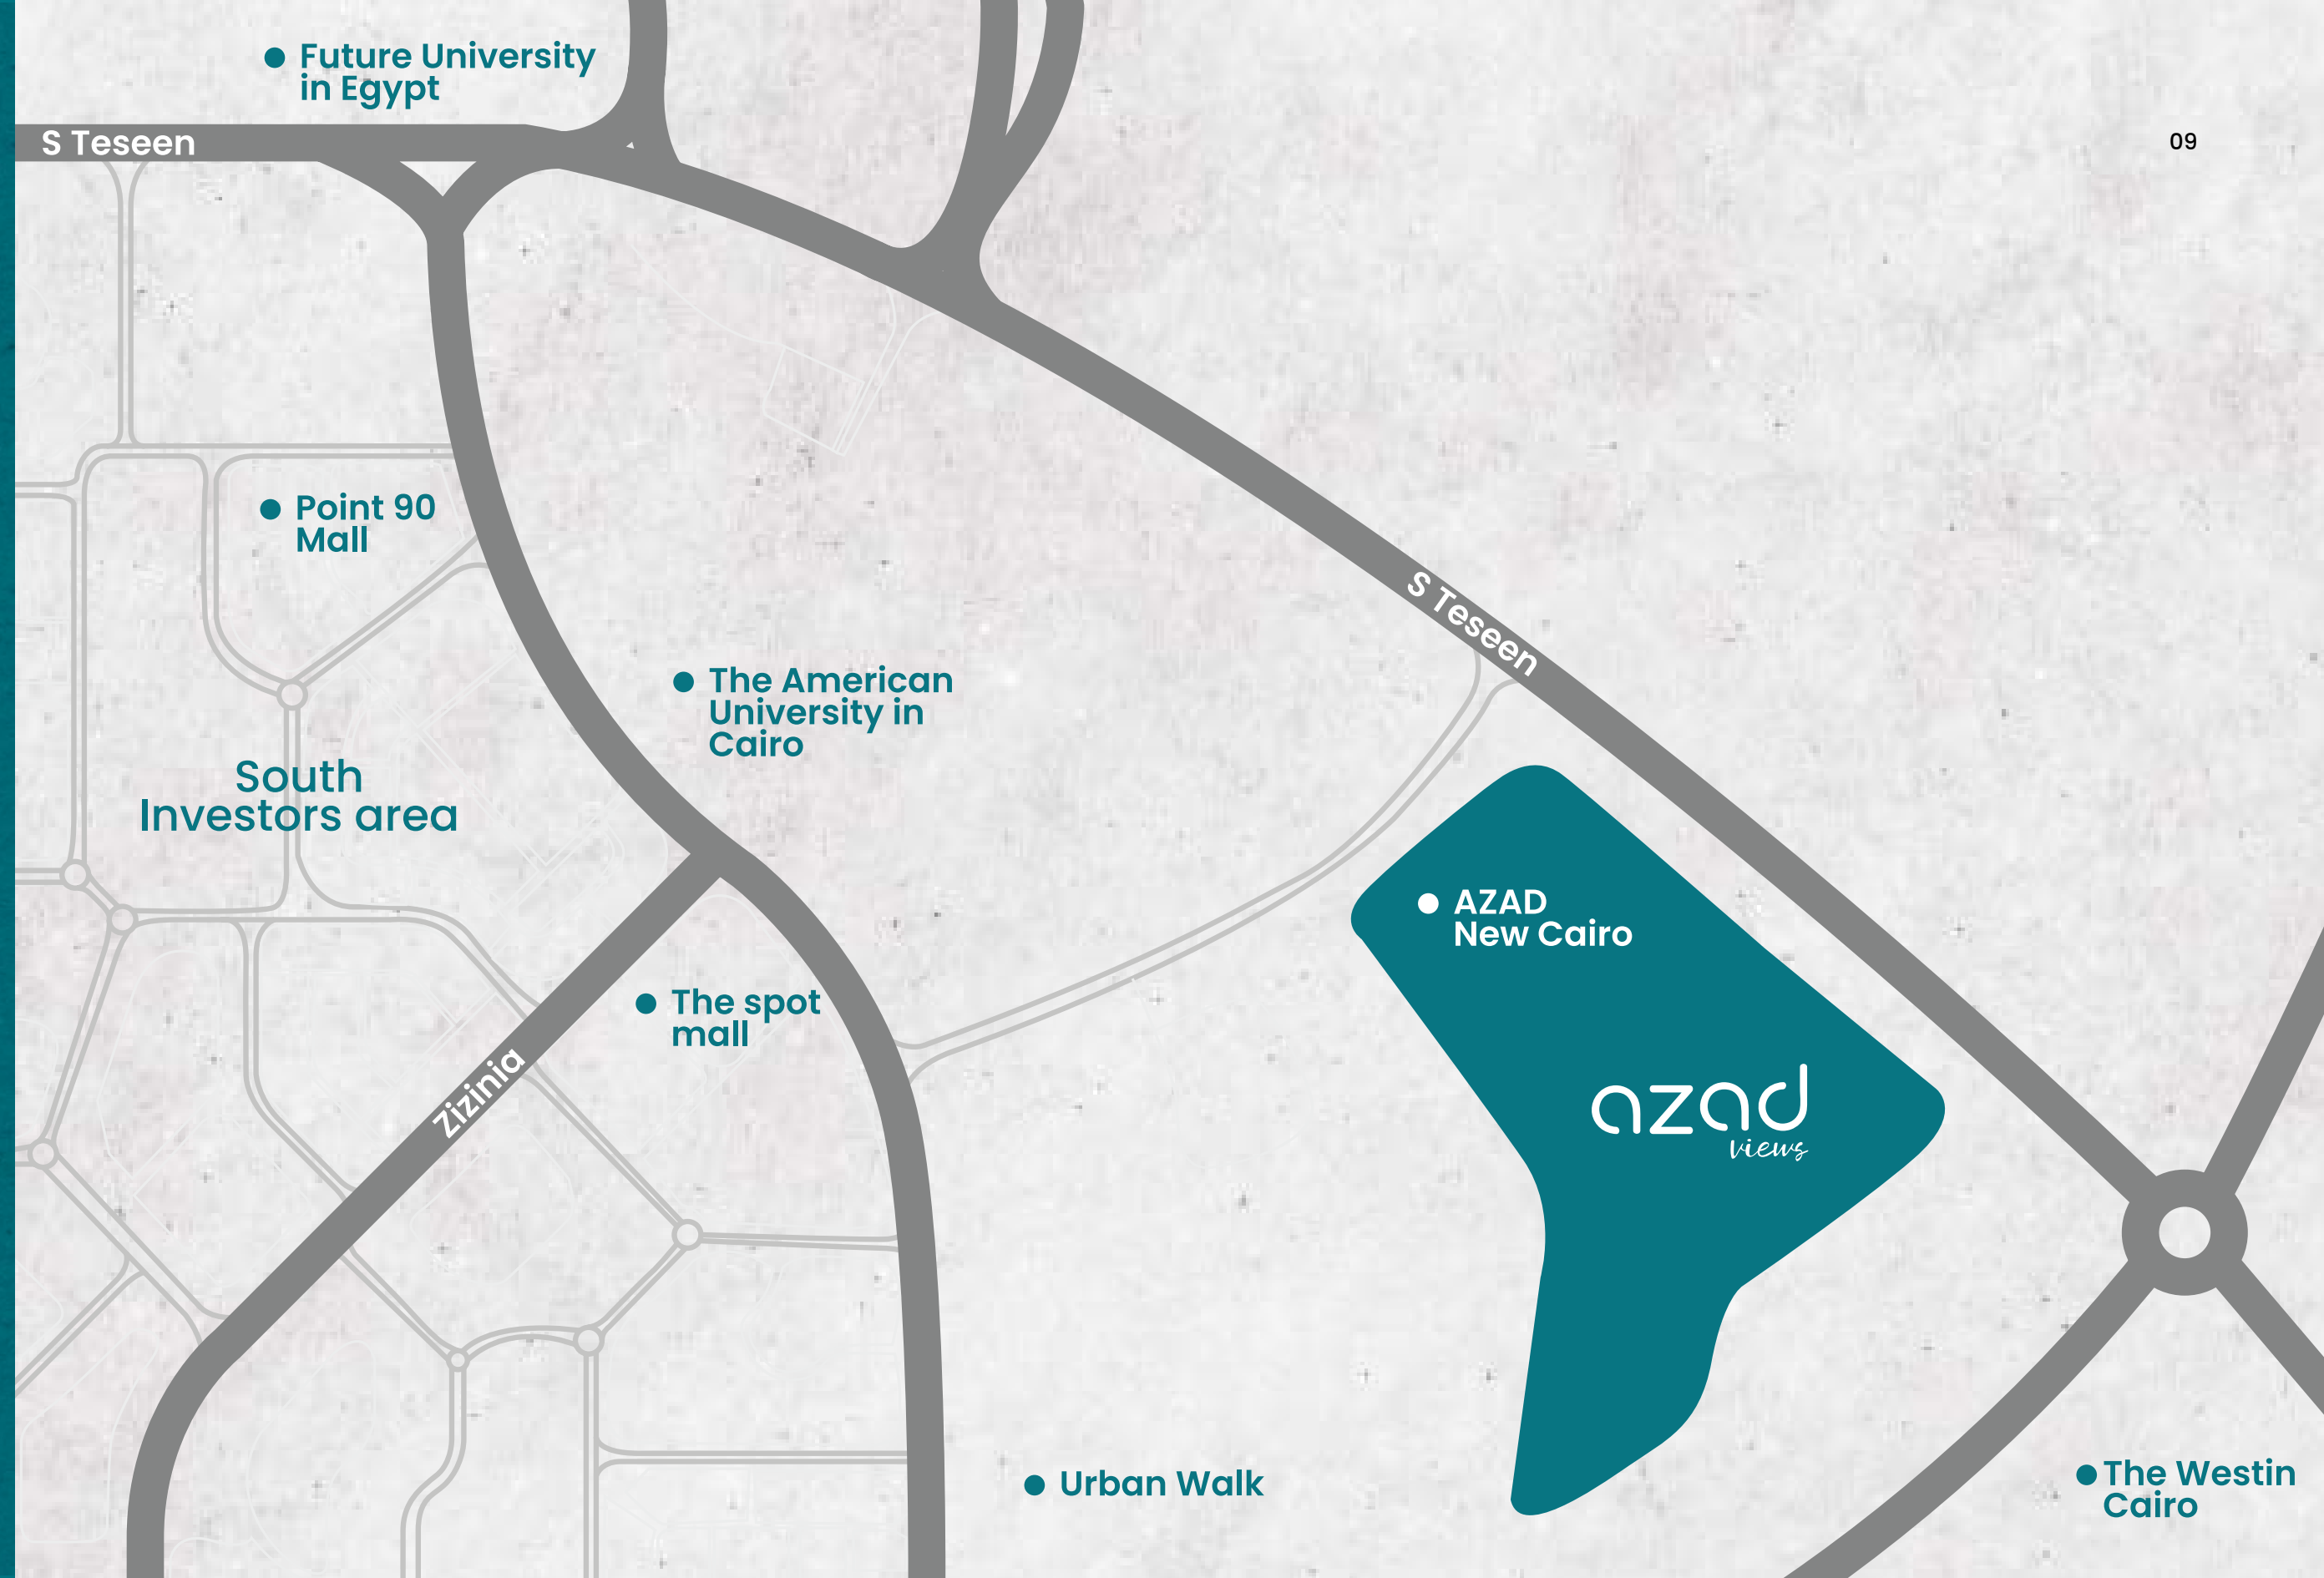 Future University
in Egypt
S Teseen
09
Point 90
Mall
S Teseen
The American
University in
Cairo
South
Investors area
AZAD
New Cairo
The spot
mall
Zizinia
azad
views
Urban Walk
The Westin
Cairo